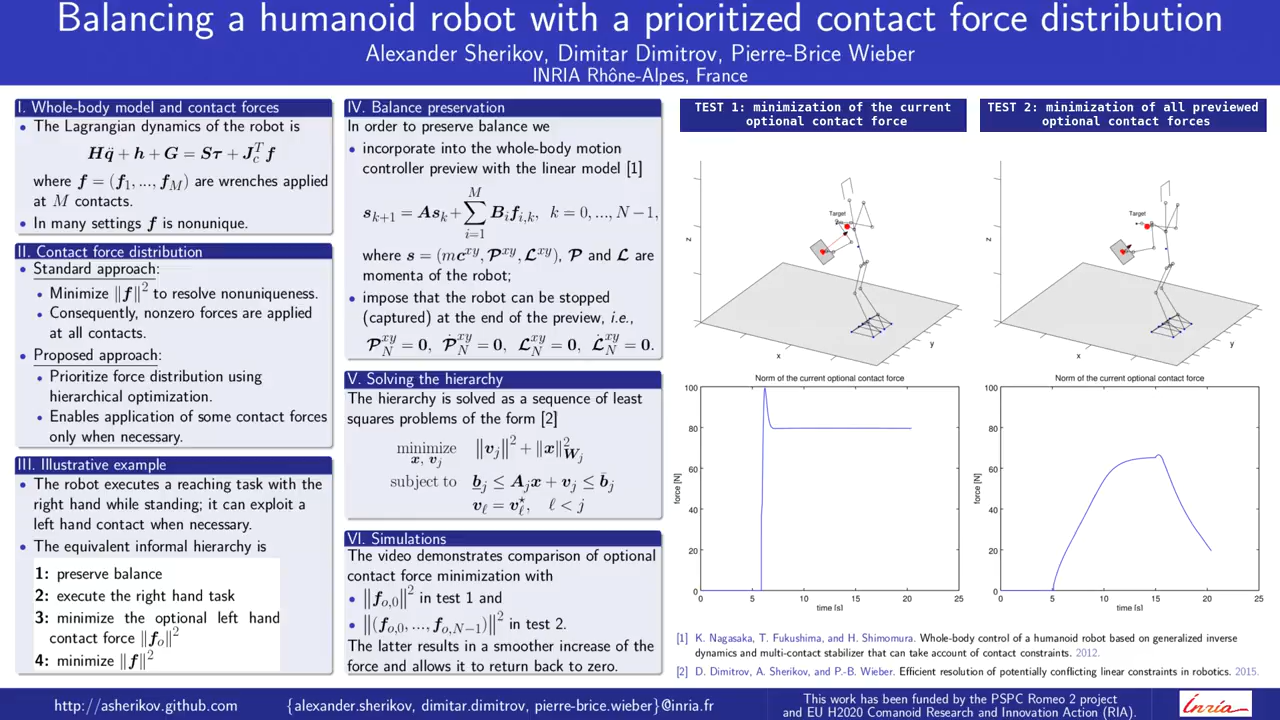 Balancing a humanoid robot with a prioritized contact force distribution
Alexander Sherikov, Dimitar Dimitrov, Pierre-Brice Wieber
INRIA Rhône-Alpes, France
I. Whole-body model and contact forces
• The Lagrangian dynamics of the robot is
Hq̈ + h + G = Sτ + J_c^T f
where f = (f₁, ..., f_M) are wrenches applied
at M contacts.
• In many settings f is nonunique.
II. Contact force distribution
• Standard approach:
• Minimize ‖f‖² to resolve nonuniqueness.
• Consequently, nonzero forces are applied
at all contacts.
• Proposed approach:
• Prioritize force distribution using
hierarchical optimization.
• Enables application of some contact forces
only when necessary.
III. Illustrative example
• The robot executes a reaching task with the
right hand while standing; it can exploit a
left hand contact when necessary.
• The equivalent informal hierarchy is
1: preserve balance
2: execute the right hand task
3: minimize the optional left hand
contact force ‖f_o‖²
4: minimize ‖f‖²
IV. Balance preservation
In order to preserve balance we
• incorporate into the whole-body motion
controller preview with the linear model [1]
s_{k+1} = As_k + ∑_{i=1}^{M} B_i f_{i,k}, k = 0, ..., N−1,
where s = (mc^{xy}, P^{xy}, L^{xy}), P and L are
momenta of the robot;
• impose that the robot can be stopped
(captured) at the end of the preview, i.e.,
P_N^{xy} = 0, Ṗ_N^{xy} = 0, L_N^{xy} = 0, L̇_N^{xy} = 0.
V. Solving the hierarchy
The hierarchy is solved as a sequence of least
squares problems of the form [2]
minimize ‖v_j‖² + ‖x‖²_{W_j}
x, v_j
subject to b̲_j ≤ A_j x + v_j ≤ b̄_j
v_ℓ = v_ℓ^⋆, ℓ < j
VI. Simulations
The video demonstrates comparison of optional
contact force minimization with
• ‖f_{o,0}‖² in test 1 and
• ‖(f_{o,0}, ..., f_{o,N−1})‖² in test 2.
The latter results in a smoother increase of the
force and allows it to return back to zero.
TEST 1: minimization of the current
optional contact force
Target
z
x
y
Norm of the current optional contact force
100
80
60
40
20
0
force [N]
0 5 10 15 20 25
time [s]
TEST 2: minimization of all previewed
optional contact forces
Target
z
x
y
Norm of the current optional contact force
100
80
60
40
20
0
force [N]
0 5 10 15 20 25
time [s]
[1] K. Nagasaka, T. Fukushima, and H. Shimomura. Whole-body control of a humanoid robot based on generalized inverse
dynamics and multi-contact stabilizer that can take account of contact constraints. 2012.
[2] D. Dimitrov, A. Sherikov, and P.-B. Wieber. Efficient resolution of potentially conflicting linear constraints in robotics. 2015.
http://asherikov.github.com
{alexander.sherikov, dimitar.dimitrov, pierre-brice.wieber}@inria.fr
This work has been funded by the PSPC Romeo 2 project
and EU H2020 Comanoid Research and Innovation Action (RIA).
Inria